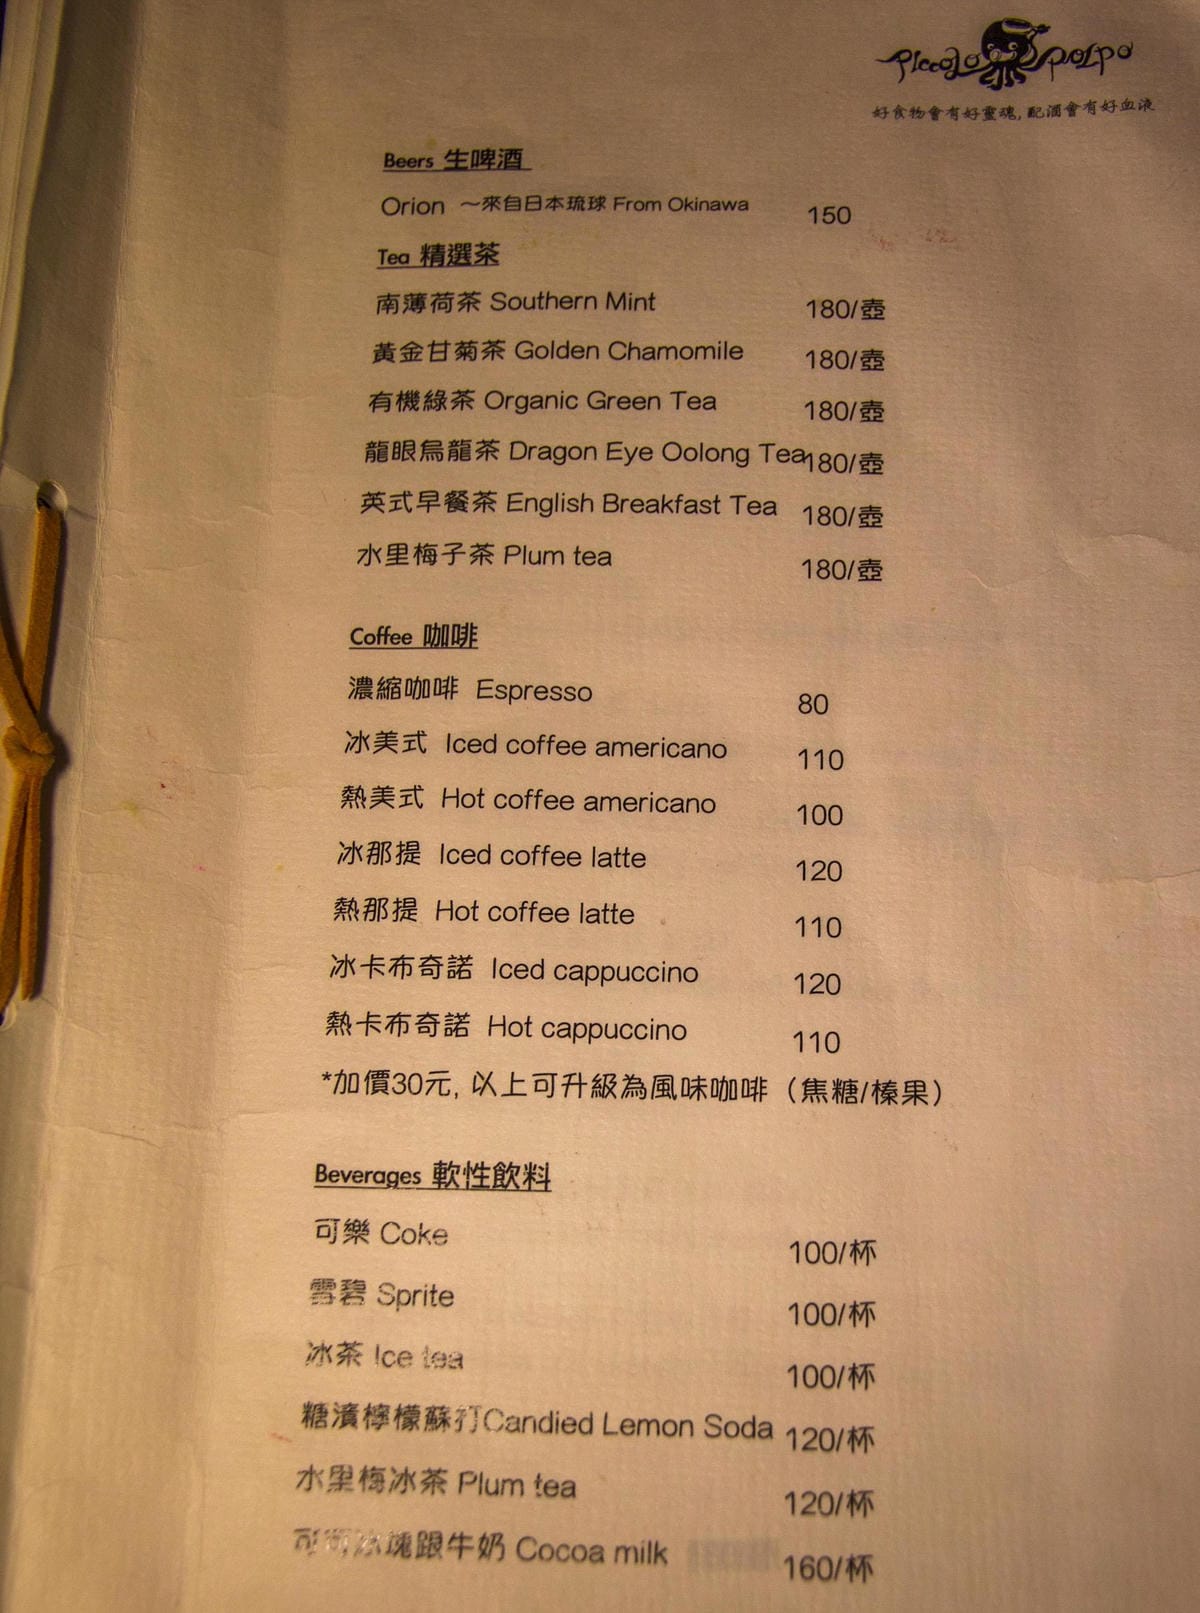 Piccolo polpo
好食物會有好靈魂, 配酒會有好血液
Beers 生啤酒
Orion ～來自日本琉球 From Okinawa 150
Tea 精選茶
南薄荷茶 Southern Mint 180/壺
黃金甘菊茶 Golden Chamomile 180/壺
有機綠茶 Organic Green Tea 180/壺
龍眼烏龍茶 Dragon Eye Oolong Tea 180/壺
英式早餐茶 English Breakfast Tea 180/壺
水里梅子茶 Plum tea 180/壺
Coffee 咖啡
濃縮咖啡 Espresso 80
冰美式 Iced coffee americano 110
熱美式 Hot coffee americano 100
冰那提 Iced coffee latte 120
熱那提 Hot coffee latte 110
冰卡布奇諾 Iced cappuccino 120
熱卡布奇諾 Hot cappuccino 110
*加價30元, 以上可升級為風味咖啡（焦糖/榛果）
Beverages 軟性飲料
可樂 Coke 100/杯
雪碧 Sprite 100/杯
冰茶 Ice tea 100/杯
糖漬檸檬蘇打Candied Lemon Soda 120/杯
水里梅冰茶 Plum tea 120/杯
可可冰塊跟牛奶 Cocoa milk 160/杯